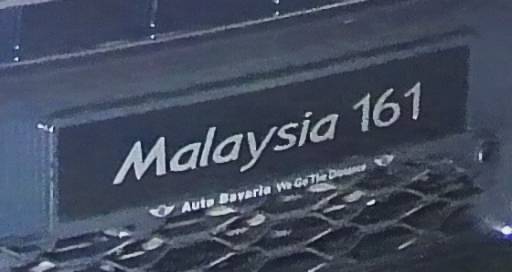 Malaysia 161
Auto Bavaria We Go The Distance